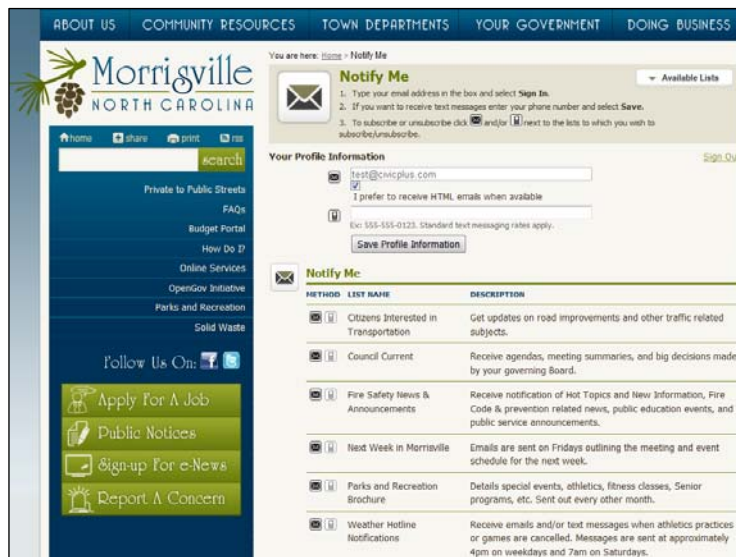 ABOUT US COMMUNITY RESOURCES TOWN DEPARTMENTS YOUR GOVERNMENT DOING BUSINESS
Morrisville
NORTH CAROLINA
home share print rss
search
Private to Public Streets
FAQs
Budget Portal
How Do I?
Online Services
OpenGov Initiative
Parks and Recreation
Solid Waste
Follow Us On:
Apply For A Job
Public Notices
Sign-up For e-News
Report A Concern
You are here: Home > Notify Me
Notify Me
Available Lists
1. Type your email address in the box and select Sign In.
2. If you want to receive text messages enter your phone number and select Save.
3. To subscribe or unsubscribe click and/or next to the lists to which you wish to
subscribe/unsubscribe.
Your Profile Information
Sign Ou
test@civicplus.com
I prefer to receive HTML emails when available
Ex: 555-555-0123. Standard text messaging rates apply.
Save Profile Information
Notify Me
METHOD LIST NAME DESCRIPTION
Citizens Interested in
Transportation
Get updates on road improvements and other traffic related
subjects.
Council Current
Receive agendas, meeting summaries, and big decisions made
by your governing Board.
Fire Safety News &
Announcements
Receive notification of Hot Topics and New Information, Fire
Code & prevention related news, public education events, and
public service announcements.
Next Week in Morrisville
Emails are sent on Fridays outlining the meeting and event
schedule for the next week.
Parks and Recreation
Brochure
Details special events, athletics, fitness classes, Senior
programs, etc. Sent out every other month.
Weather Hotline
Notifications
Receive emails and/or text messages when athletics practices
or games are cancelled. Messages are sent at approximately
4pm on weekdays and 7am on Saturdays.